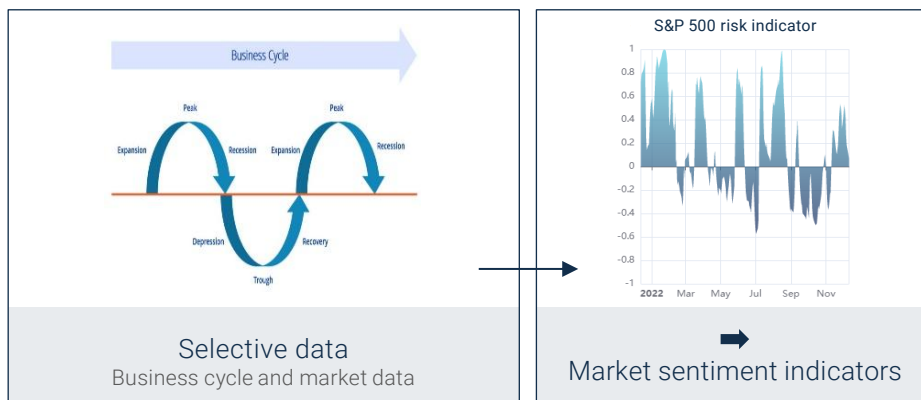 Business Cycle
Peak
Peak
Expansion
Recession
Expansion
Recession
Depression
Recovery
Trough
Selective data
Business cycle and market data
S&P 500 risk indicator
1
0.8
0.6
0.4
0.2
0
-0.2
-0.4
-0.6
-0.8
-1
2022 Mar May Jul Sep Nov
Market sentiment indicators